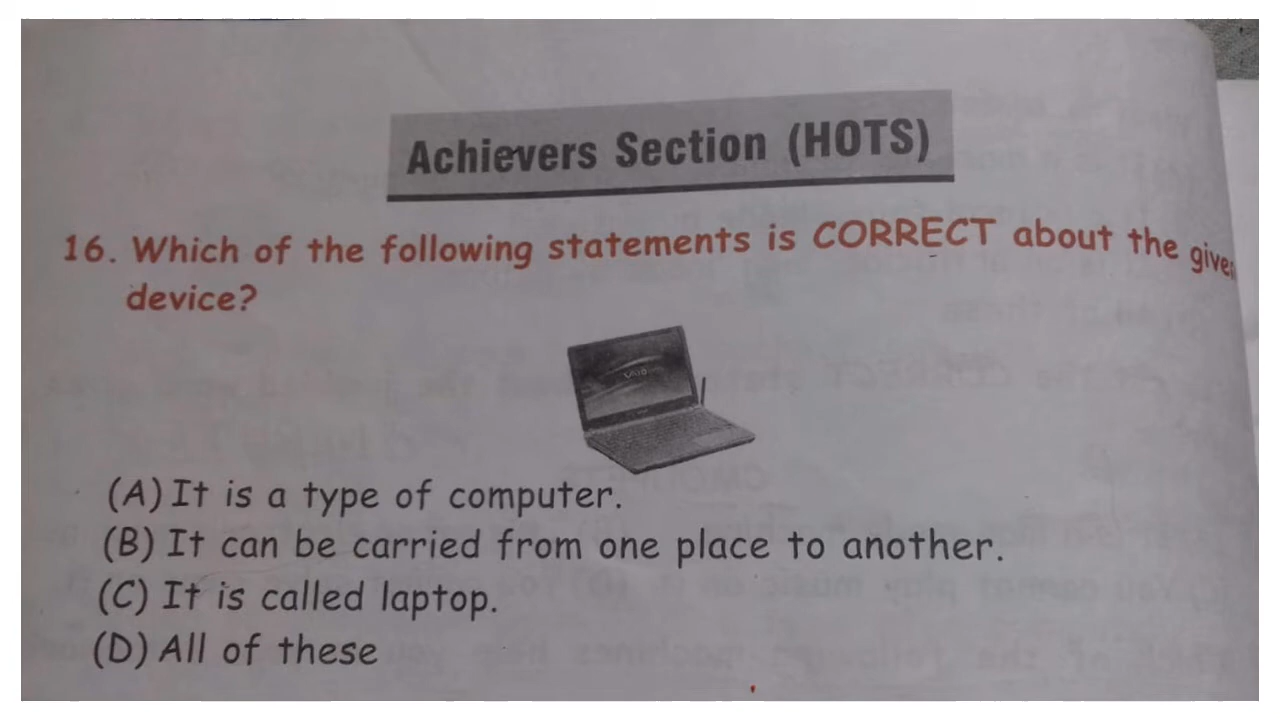 Achievers Section (HOTS)
16. Which of the following statements is CORRECT about the given
device?
VAIO
(A) It is a type of computer.
(B) It can be carried from one place to another.
(C) It is called laptop.
(D) All of these